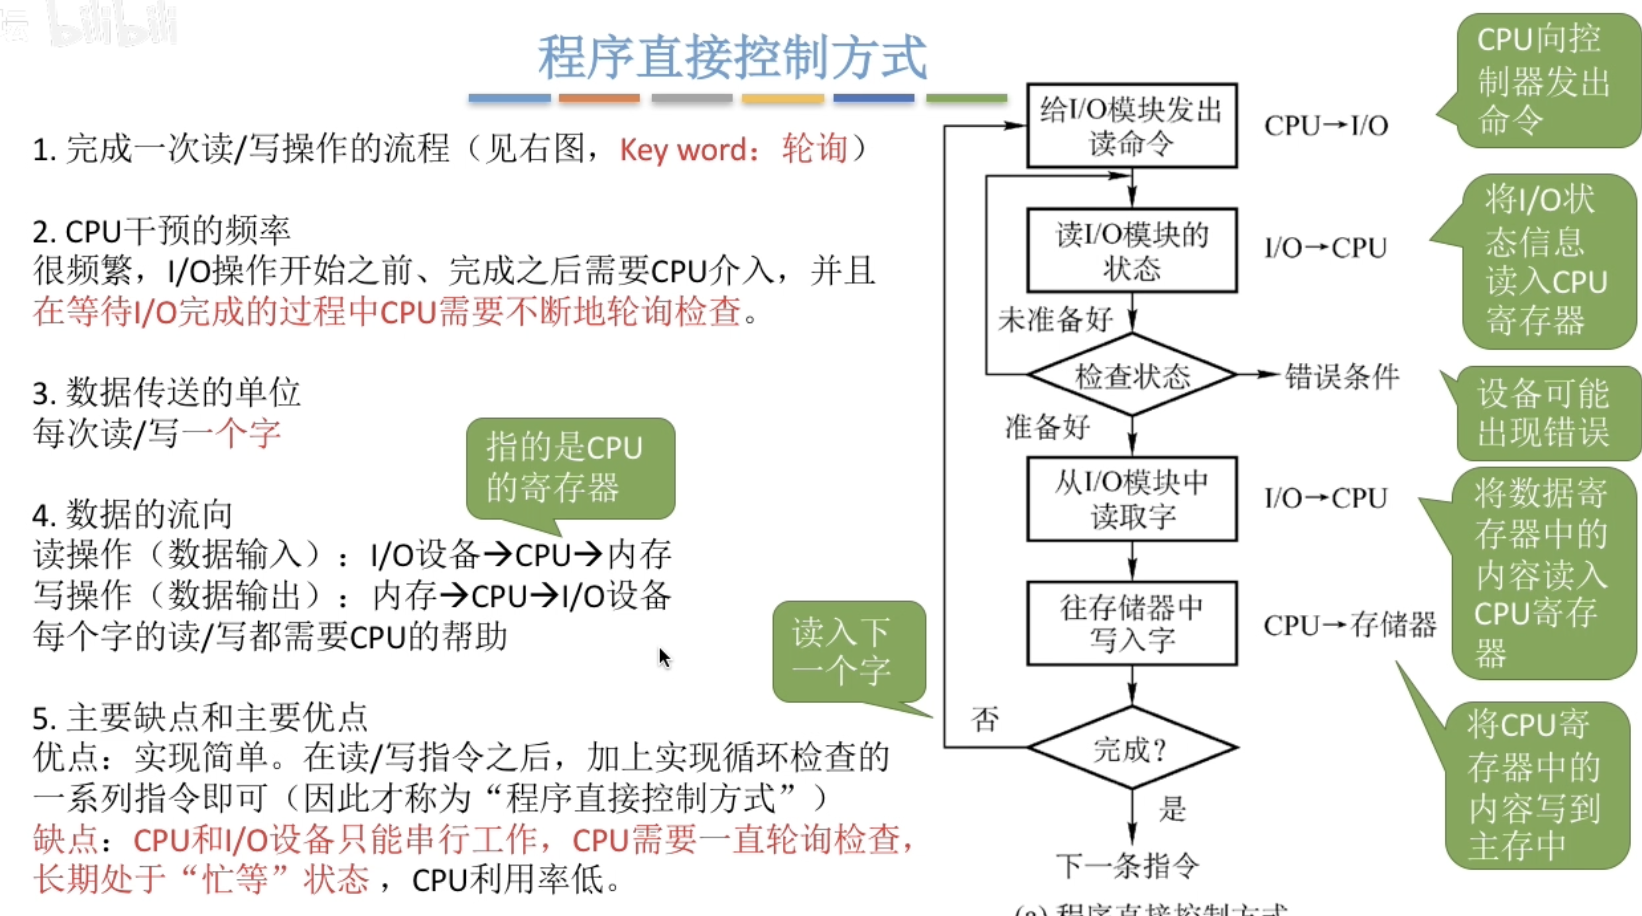 坛 bilibili
程序直接控制方式
1. 完成一次读/写操作的流程（见右图，Key word：轮询）
2. CPU干预的频率
很频繁，I/O操作开始之前、完成之后需要CPU介入，并且
在等待I/O完成的过程中CPU需要不断地轮询检查。
3. 数据传送的单位
每次读/写一个字
指的是CPU
的寄存器
4. 数据的流向
读操作（数据输入）：I/O设备→CPU→内存
写操作（数据输出）：内存→CPU→I/O设备
每个字的读/写都需要CPU的帮助
5. 主要缺点和主要优点
优点：实现简单。在读/写指令之后，加上实现循环检查的
一系列指令即可（因此才称为“程序直接控制方式”）
缺点：CPU和I/O设备只能串行工作，CPU需要一直轮询检查，
长期处于“忙等”状态，CPU利用率低。
给I/O模块发出
读命令
CPU→I/O
CPU向控
制器发出
命令
读I/O模块的
状态
I/O→CPU
将I/O状
态信息
读入CPU
寄存器
未准备好
检查状态
错误条件
设备可能
出现错误
准备好
从I/O模块中
读取字
I/O→CPU
将数据寄
存器中的
内容读入
CPU寄存
器
往存储器中
写入字
CPU→存储器
将CPU寄
存器中的
内容写到
主存中
读入下
一个字
否
完成？
是
下一条指令
(a) 程序直接控制方式